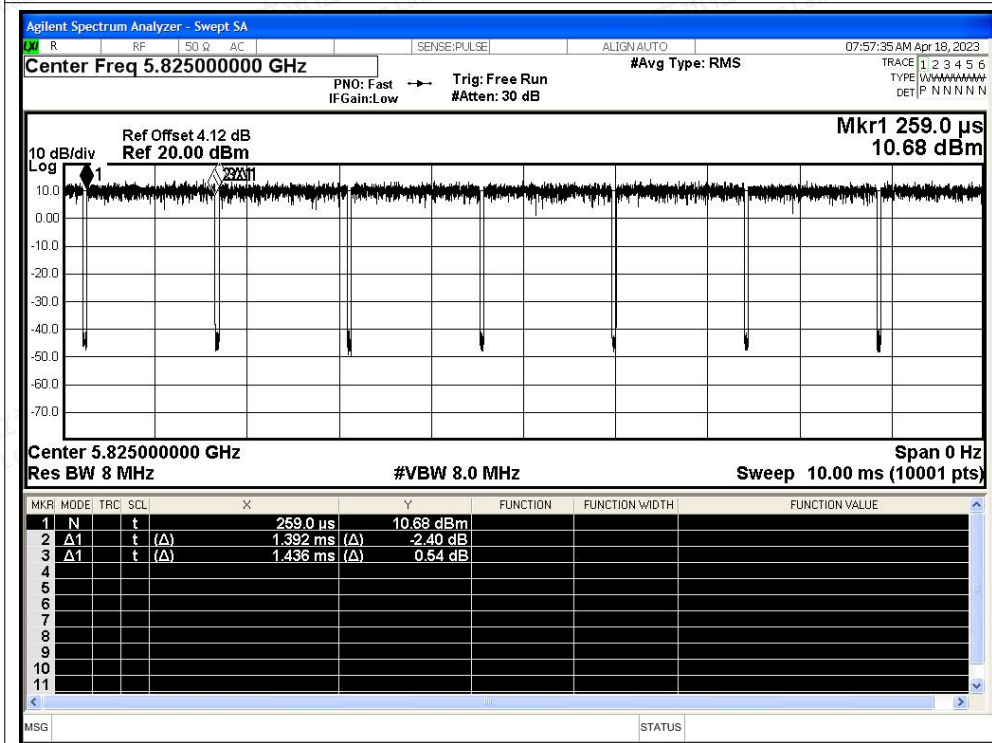 Agilent Spectrum Analyzer - Swept SA
LXI R RF 50 Ω AC SENSE:PULSE ALIGN AUTO 07:57:35 AM Apr 18, 2023
Center Freq 5.825000000 GHz #Avg Type: RMS TRACE 1 2 3 4 5 6
PNO: Fast Trig: Free Run TYPE WWWWWW
IFGain:Low #Atten: 30 dB DET P N N N N N
Mkr1 259.0 µs
Ref Offset 4.12 dB
10 dB/div Ref 20.00 dBm 10.68 dBm
Log
1 2Δ1 3Δ1
10.0
0.00
-10.0
-20.0
-30.0
-40.0
-50.0
-60.0
-70.0
Center 5.825000000 GHz Span 0 Hz
Res BW 8 MHz #VBW 8.0 MHz Sweep 10.00 ms (10001 pts)
MKR MODE TRC SCL X Y FUNCTION FUNCTION WIDTH FUNCTION VALUE
1 N t 259.0 µs 10.68 dBm
2 Δ1 t (Δ) 1.392 ms (Δ) -2.40 dB
3 Δ1 t (Δ) 1.436 ms (Δ) 0.54 dB
4
5
6
7
8
9
10
11
MSG STATUS